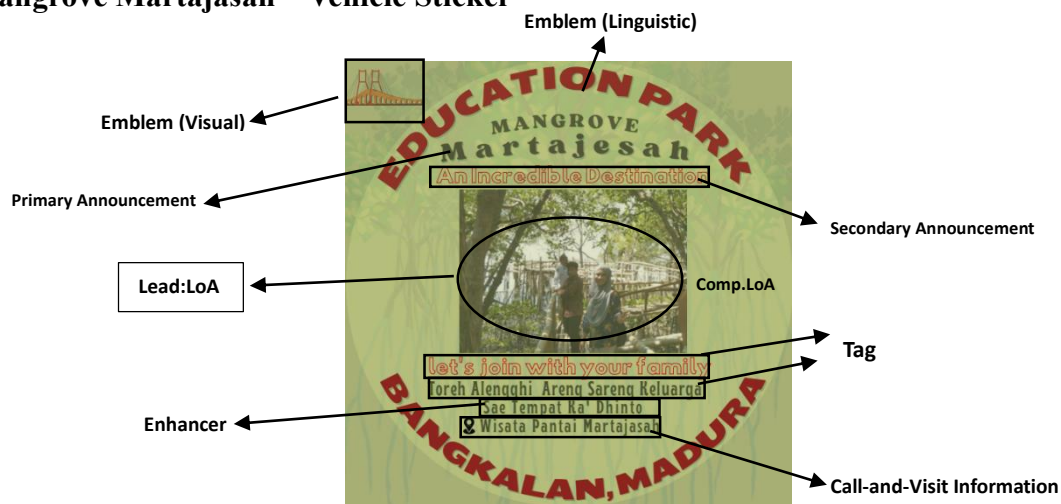 Mangrove Martajasah – Vehicle Sticker
Emblem (Linguistic)
Emblem (Visual)
EDUCATION PARK
MANGROVE
Martajesah
An Incredible Destination
Primary Announcement
Secondary Announcement
Lead:LoA
Comp.LoA
let's join with your family
Tag
Toreh Alengghi Areng Sareng Keluarga
Sae Tempat Ka' Dhinto
Enhancer
Wisata Pantai Martajasah
BANGKALAN, MADURA
Call-and-Visit Information